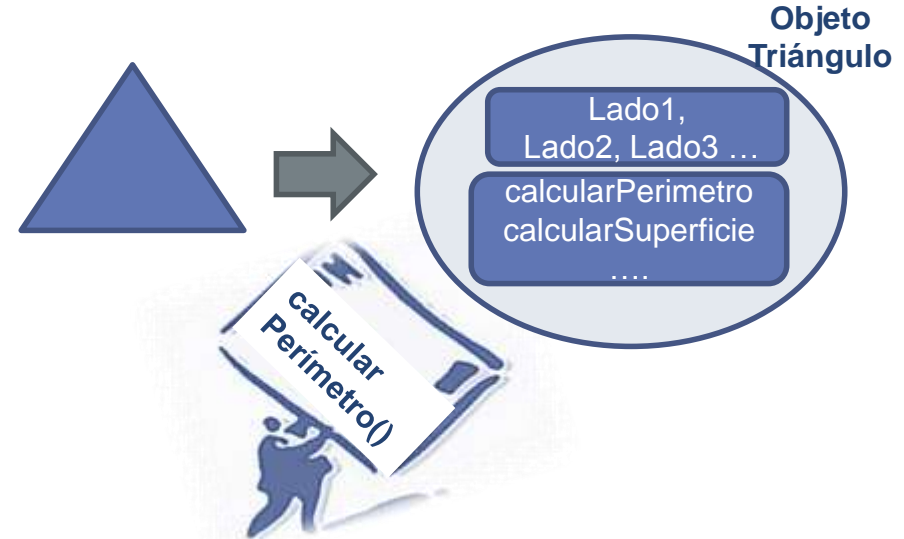 Objeto
Triángulo
Lado1,
Lado2, Lado3 …
calcularPerimetro
calcularSuperficie
….
calcular
Perímetro()